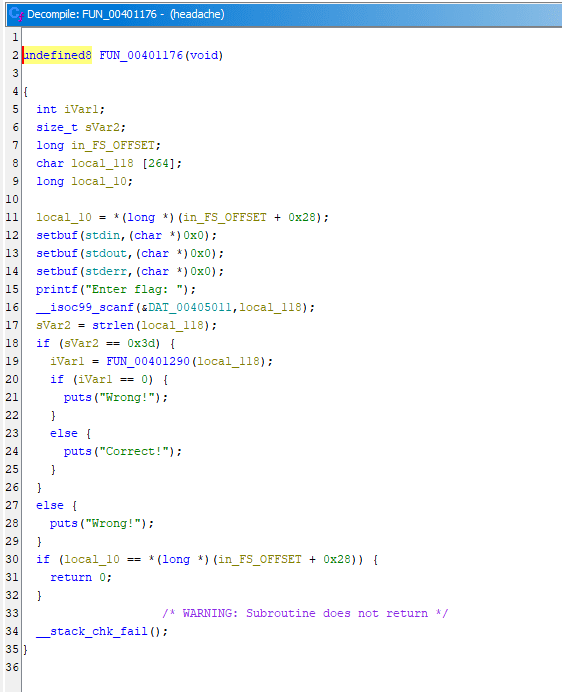 Decompile: FUN_00401176 - (headache)
1
2 undefined8 FUN_00401176(void)
3
4 {
5 int iVar1;
6 size_t sVar2;
7 long in_FS_OFFSET;
8 char local_118 [264];
9 long local_10;
10
11 local_10 = *(long *)(in_FS_OFFSET + 0x28);
12 setbuf(stdin,(char *)0x0);
13 setbuf(stdout,(char *)0x0);
14 setbuf(stderr,(char *)0x0);
15 printf("Enter flag: ");
16 __isoc99_scanf(&DAT_00405011,local_118);
17 sVar2 = strlen(local_118);
18 if (sVar2 == 0x3d) {
19 iVar1 = FUN_00401290(local_118);
20 if (iVar1 == 0) {
21 puts("Wrong!");
22 }
23 else {
24 puts("Correct!");
25 }
26 }
27 else {
28 puts("Wrong!");
29 }
30 if (local_10 == *(long *)(in_FS_OFFSET + 0x28)) {
31 return 0;
32 }
33 /* WARNING: Subroutine does not return */
34 __stack_chk_fail();
35 }
36